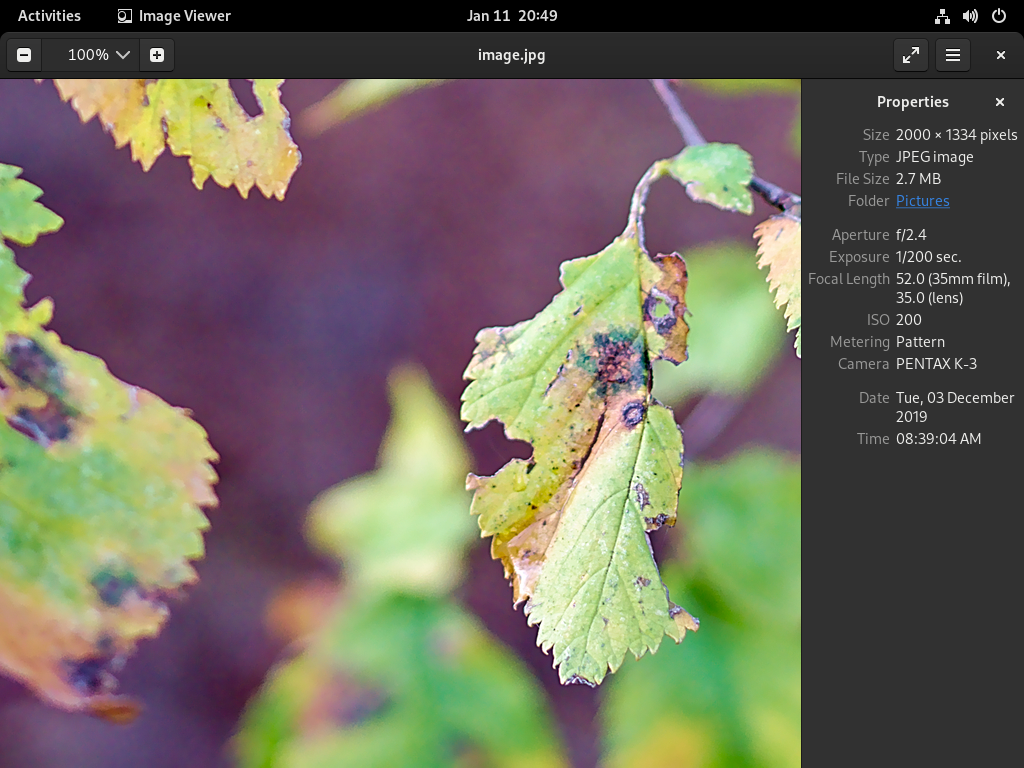 Activities Image Viewer Jan 11 20:49
100% image.jpg
Properties
Size 2000 × 1334 pixels
Type JPEG image
File Size 2.7 MB
Folder Pictures
Aperture f/2.4
Exposure 1/200 sec.
Focal Length 52.0 (35mm film),
35.0 (lens)
ISO 200
Metering Pattern
Camera PENTAX K-3
Date Tue, 03 December
2019
Time 08:39:04 AM